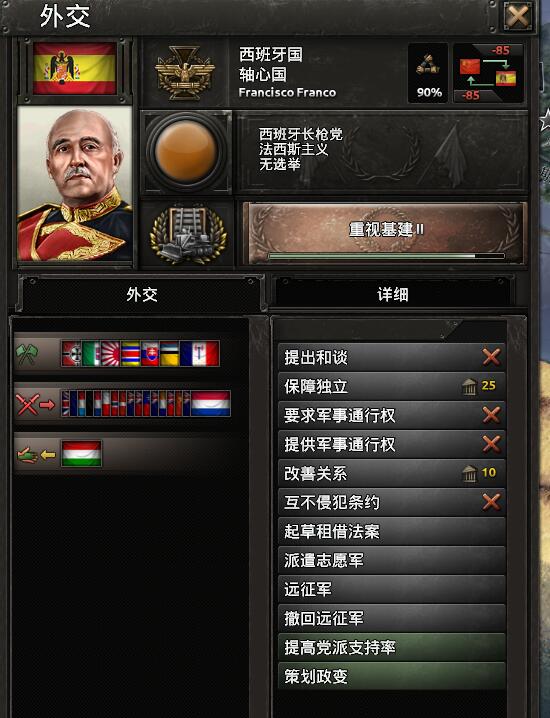 外交
西班牙国
轴心国
Francisco Franco
90%
-85
-85
西班牙长枪党
法西斯主义
无选举
重视基建 II
外交
详细
提出和谈
保障独立 25
要求军事通行权
提供军事通行权
改善关系 10
互不侵犯条约
起草租借法案
派遣志愿军
远征军
撤回远征军
提高党派支持率
策划政变